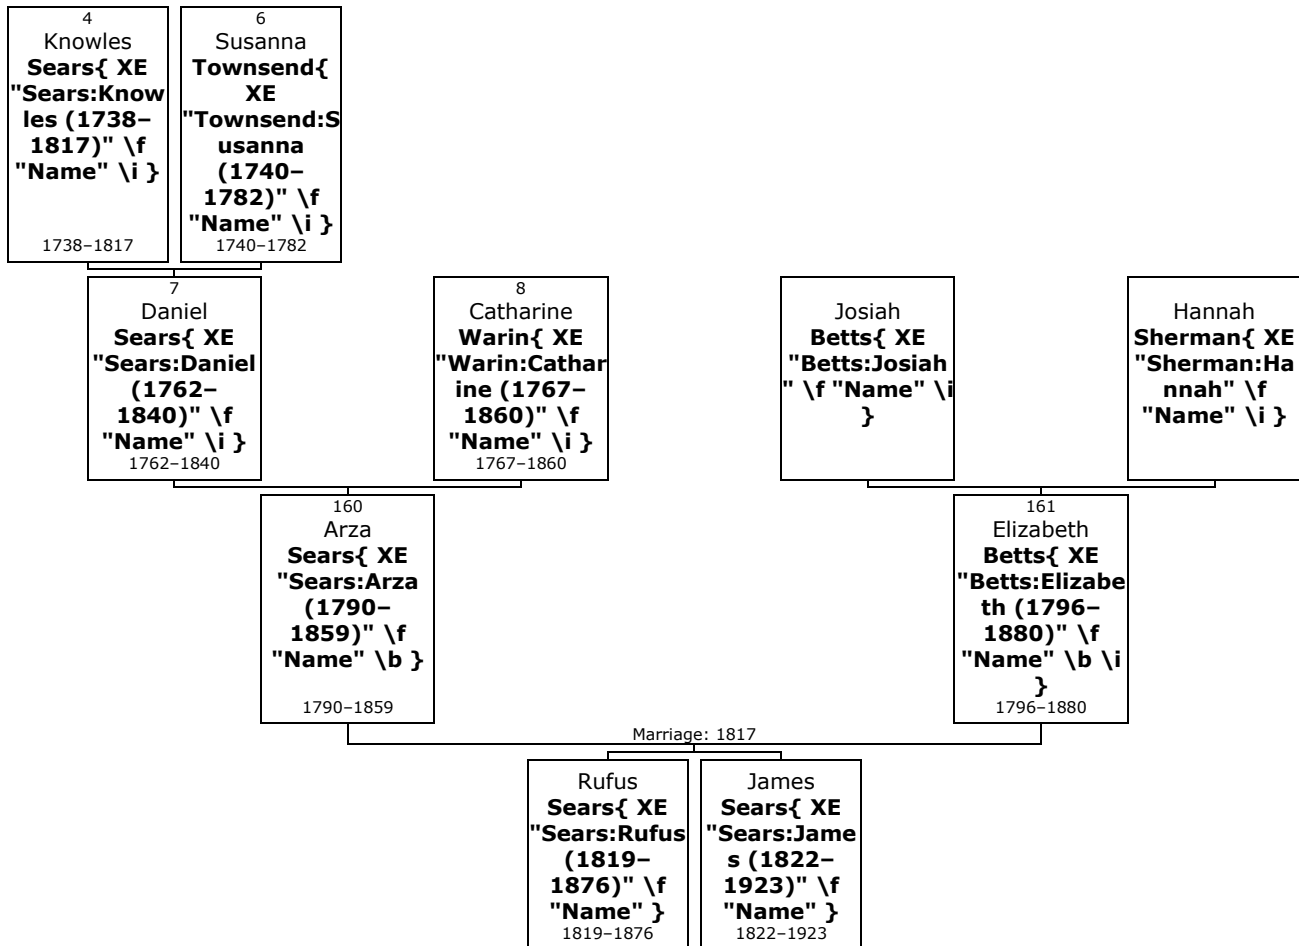 4
Knowles
Sears{ XE
"Sears:Know
les (1738–
1817)" \f
"Name" \i }
1738–1817
6
Susanna
Townsend{
XE
"Townsend:S
usanna
(1740–
1782)" \f
"Name" \i }
1740–1782
7
Daniel
Sears{ XE
"Sears:Daniel
(1762–
1840)" \f
"Name" \i }
1762–1840
8
Catharine
Warin{ XE
"Warin:Cathar
ine (1767–
1860)" \f
"Name" \i }
1767–1860
Josiah
Betts{ XE
"Betts:Josiah
" \f "Name" \i
}
Hannah
Sherman{ XE
"Sherman:Ha
nnah" \f
"Name" \i }
160
Arza
Sears{ XE
"Sears:Arza
(1790–
1859)" \f
"Name" \b }
1790–1859
161
Elizabeth
Betts{ XE
"Betts:Elizabe
th (1796–
1880)" \f
"Name" \b \i
}
1796–1880
Marriage: 1817
Rufus
Sears{ XE
"Sears:Rufus
(1819–
1876)" \f
"Name" }
1819–1876
James
Sears{ XE
"Sears:Jame
s (1822–
1923)" \f
"Name" }
1822–1923